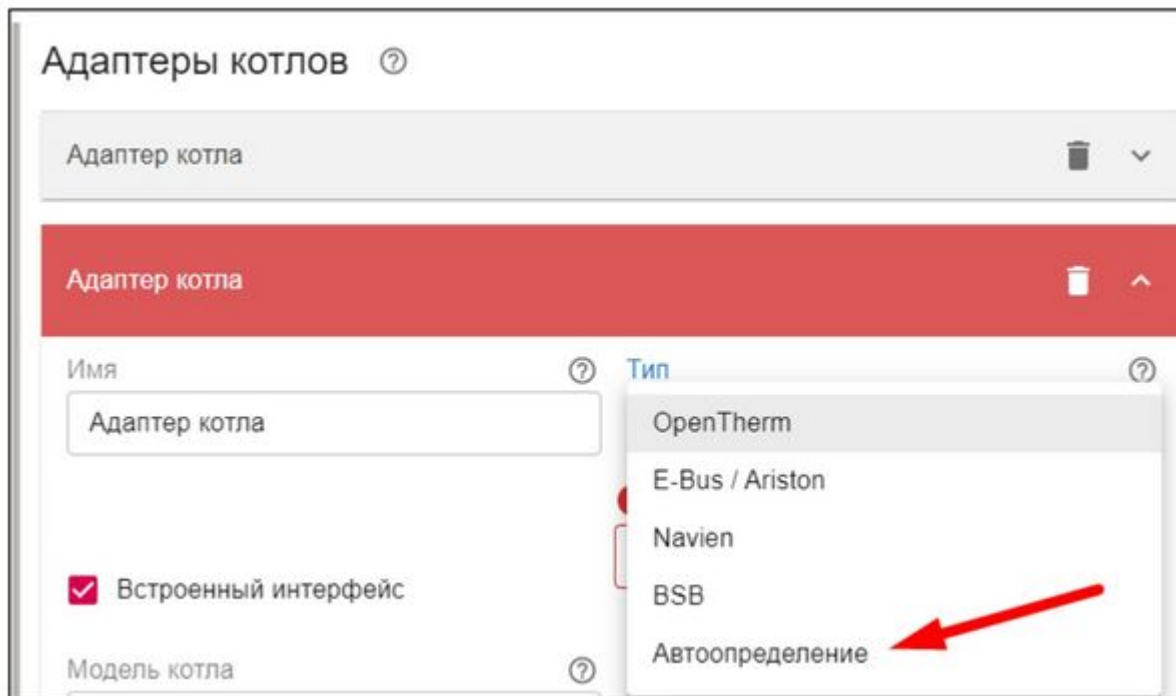 Адаптеры котлов
Адаптер котла
Адаптер котла
Имя
Тип
Адаптер котла
OpenTherm
E-Bus / Ariston
Navien
Встроенный интерфейс
BSB
Автоопределение
Модель котла